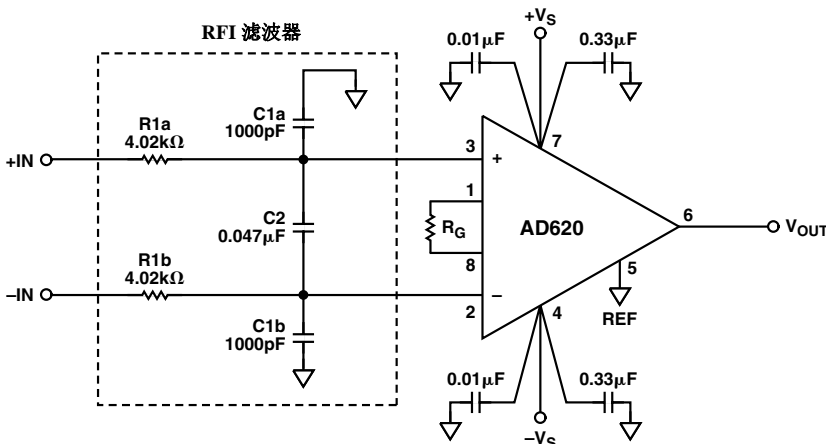 RFI 滤波器
+VS
0.01µF
0.33µF
C1a
1000pF
R1a
4.02kΩ
+IN
3
+
7
1
C2
0.047µF
RG
AD620
6
VOUT
8
R1b
4.02kΩ
5
–IN
–
2
REF
4
C1b
1000pF
0.01µF
0.33µF
–VS